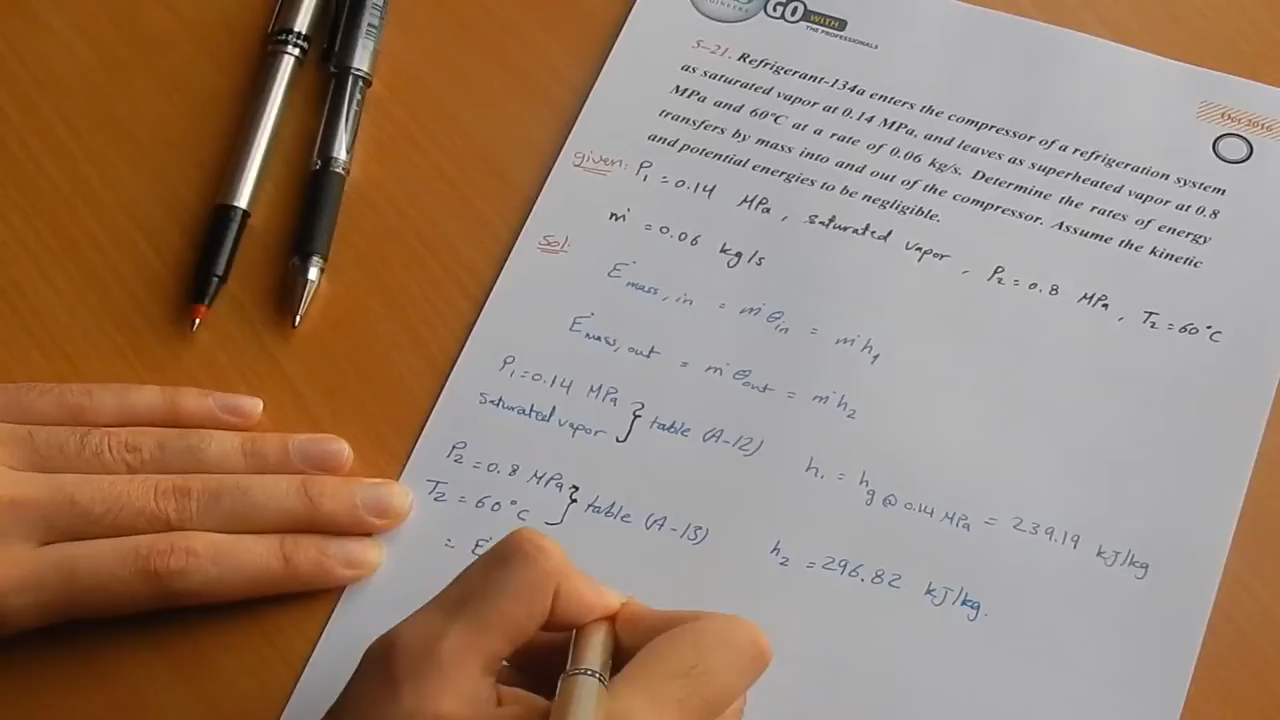 GINEERS
GO WITH
THE PROFESSIONALS
Oct 2016
5-21. Refrigerant-134a enters the compressor of a refrigeration system
as saturated vapor at 0.14 MPa, and leaves as superheated vapor at 0.8
MPa and 60°C at a rate of 0.06 kg/s. Determine the rates of energy
transfers by mass into and out of the compressor. Assume the kinetic
and potential energies to be negligible.
given: P1 = 0.14 MPa, saturated vapor, P2 = 0.8 MPa, T2 = 60°C
ṁ = 0.06 kg/s
Sol:
Ė mass, in = ṁ θin = ṁ h1
Ė mass, out = ṁ θout = ṁ h2
P1 = 0.14 MPa
saturated vapor } table (A-12) h1 = hg @ 0.14 MPa = 239.19 kJ/kg
P2 = 0.8 MPa
T2 = 60°C } table (A-13) h2 = 296.82 kJ/kg.
= Ė